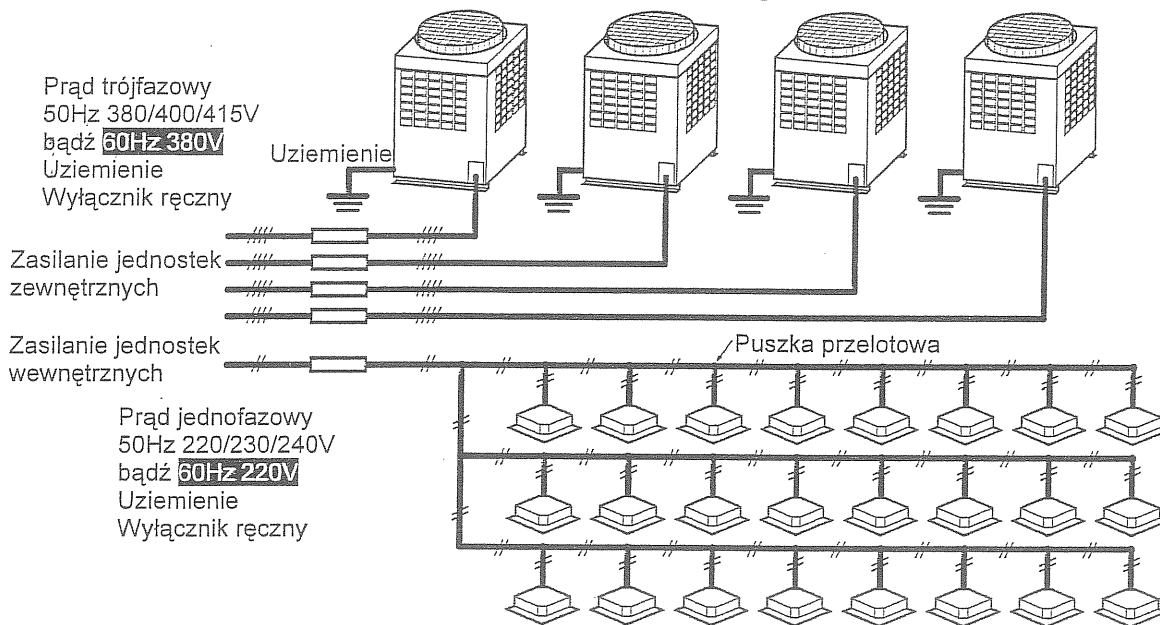 Prąd trójfazowy
50Hz 380/400/415V
bądź 60Hz 380V
Uziemienie
Wyłącznik ręczny
Uziemienie
Zasilanie jednostek
zewnętrznych
Zasilanie jednostek
wewnętrznych
Puszka przelotowa
Prąd jednofazowy
50Hz 220/230/240V
bądź 60Hz 220V
Uziemienie
Wyłącznik ręczny